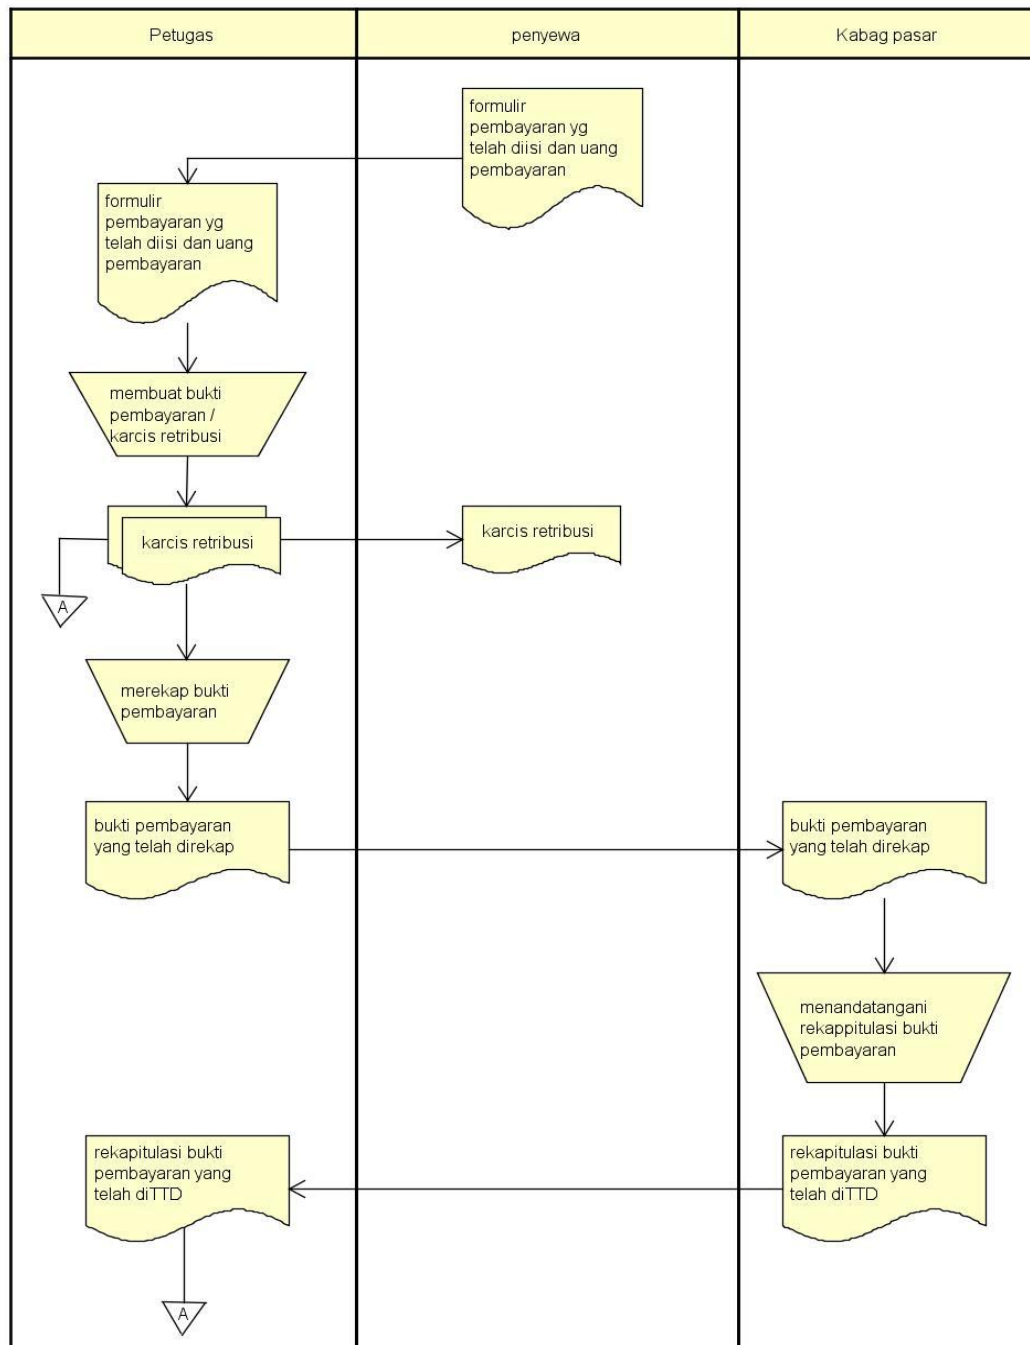 Petugas
penyewa
Kabag pasar
formulir
pembayaran yg
telah diisi dan uang
pembayaran
formulir
pembayaran yg
telah diisi dan uang
pembayaran
membuat bukti
pembayaran /
karcis retribusi
karcis retribusi
karcis retribusi
A
merekap bukti
pembayaran
bukti pembayaran
yang telah direkap
bukti pembayaran
yang telah direkap
menandatangani
rekappitulasi bukti
pembayaran
rekapitulasi bukti
pembayaran yang
telah diTTD
rekapitulasi bukti
pembayaran yang
telah diTTD
A